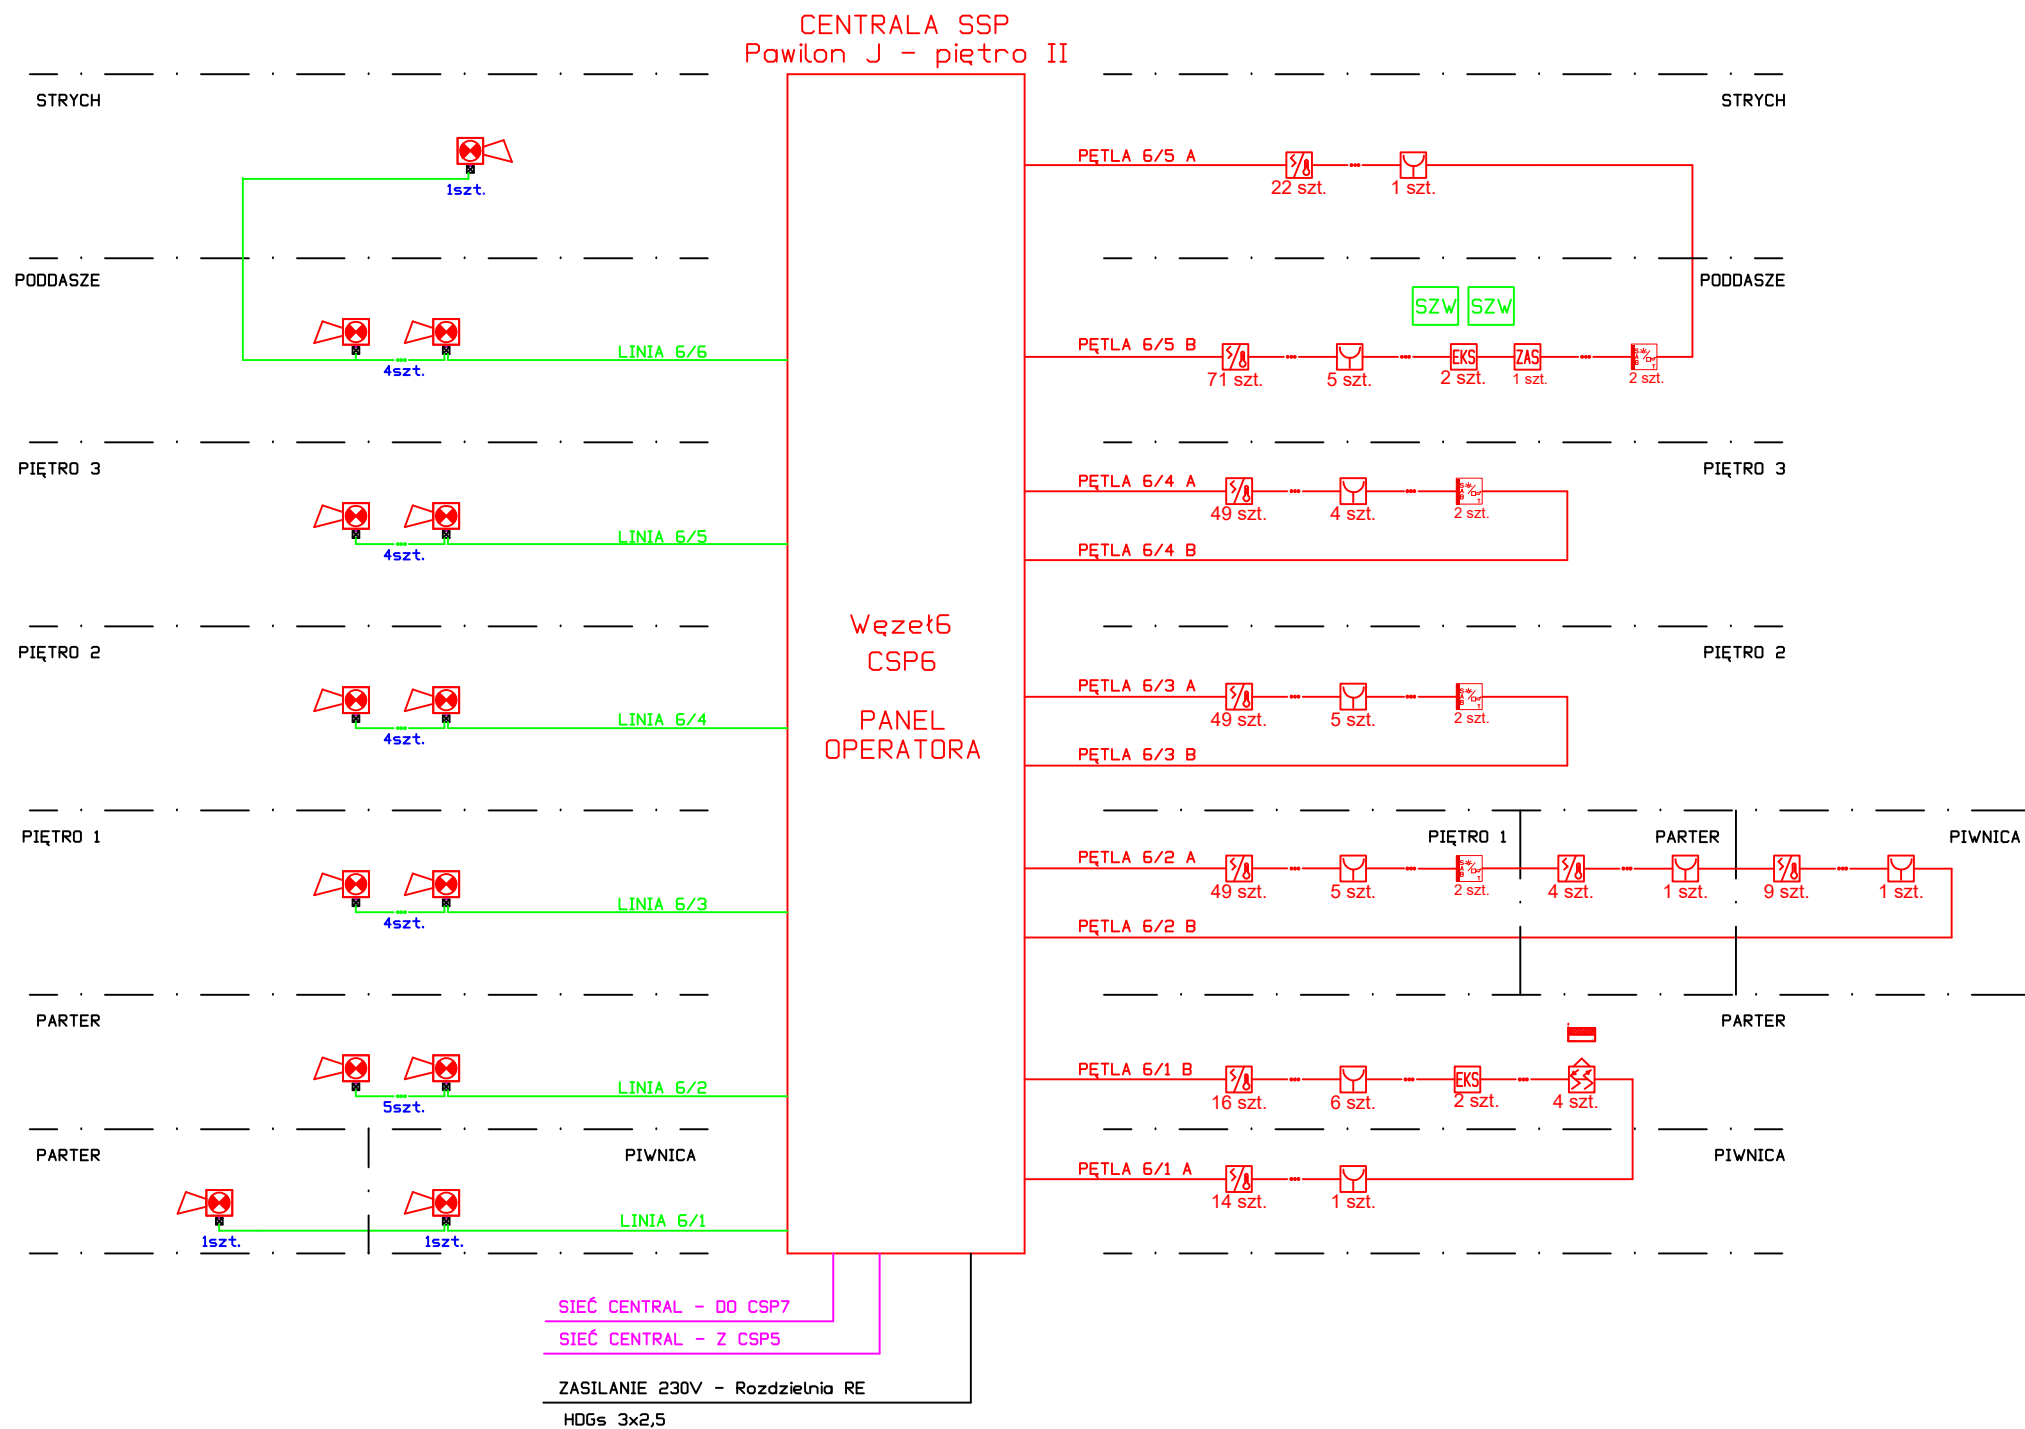 CENTRALA SSP
Pawilon J - piętro II
STRYCH
STRYCH
1szt.
PĘTLA 6/5 A
22 szt.
1 szt.
PODDASZE
PODDASZE
4szt.
LINIA 6/6
SZW
SZW
PĘTLA 6/5 B
71 szt.
5 szt.
EKS
2 szt.
ZAS
1 szt.
2 szt.
PIĘTRO 3
PIĘTRO 3
4szt.
LINIA 6/5
PĘTLA 6/4 A
49 szt.
4 szt.
2 szt.
PĘTLA 6/4 B
PIĘTRO 2
PIĘTRO 2
4szt.
LINIA 6/4
Węzeł6
CSP6
PANEL
OPERATORA
PĘTLA 6/3 A
49 szt.
5 szt.
2 szt.
PĘTLA 6/3 B
PIĘTRO 1
PIĘTRO 1
PARTER
PIWNICA
4szt.
LINIA 6/3
PĘTLA 6/2 A
49 szt.
5 szt.
2 szt.
4 szt.
1 szt.
9 szt.
1 szt.
PĘTLA 6/2 B
PARTER
PARTER
5szt.
LINIA 6/2
PĘTLA 6/1 B
16 szt.
6 szt.
EKS
2 szt.
4 szt.
PARTER
PIWNICA
PIWNICA
1szt.
1szt.
LINIA 6/1
PĘTLA 6/1 A
14 szt.
1 szt.
SIEĆ CENTRAL - DO CSP7
SIEĆ CENTRAL - Z CSP5
ZASILANIE 230V - Rozdzielnia RE
HDGs 3x2,5